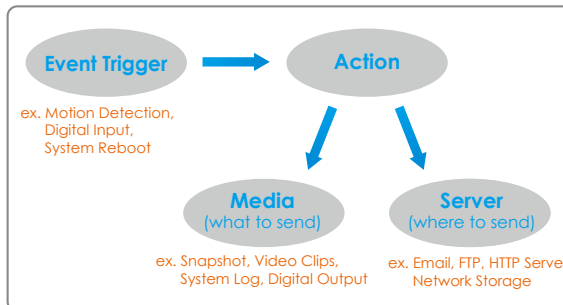 Event Trigger
Action
ex. Motion Detection,
Digital Input,
System Reboot
Media
(what to send)
Server
(where to send)
ex. Snapshot, Video Clips,
System Log, Digital Output
ex. Email, FTP, HTTP Serve
Network Storage